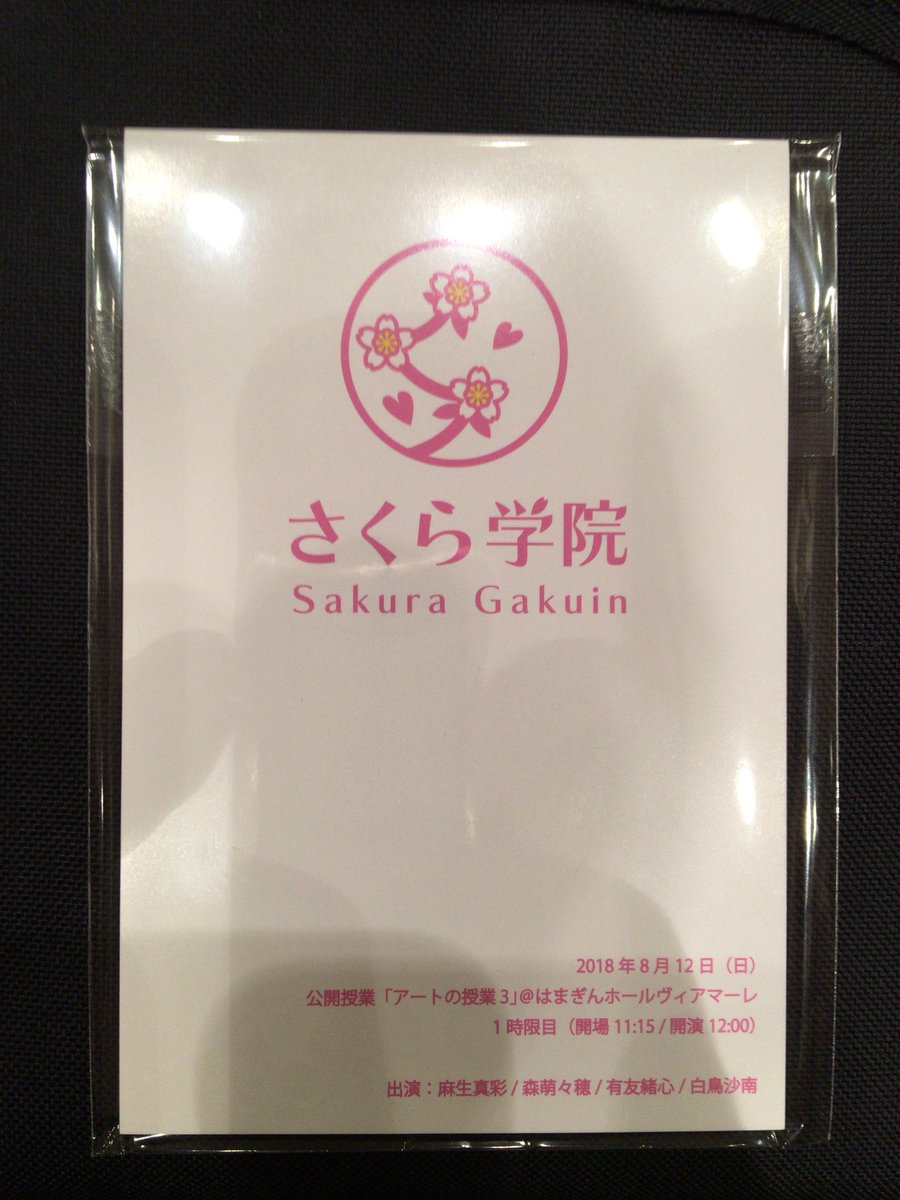 さくら学院
Sakura Gakuin
2018年8月12日（日）
公開授業「アートの授業3」@はまぎんホールヴィアマーレ
1時限目（開場11:15/開演12:00）
出演：麻生真彩/森萌々穂/有友緒心/白鳥沙南